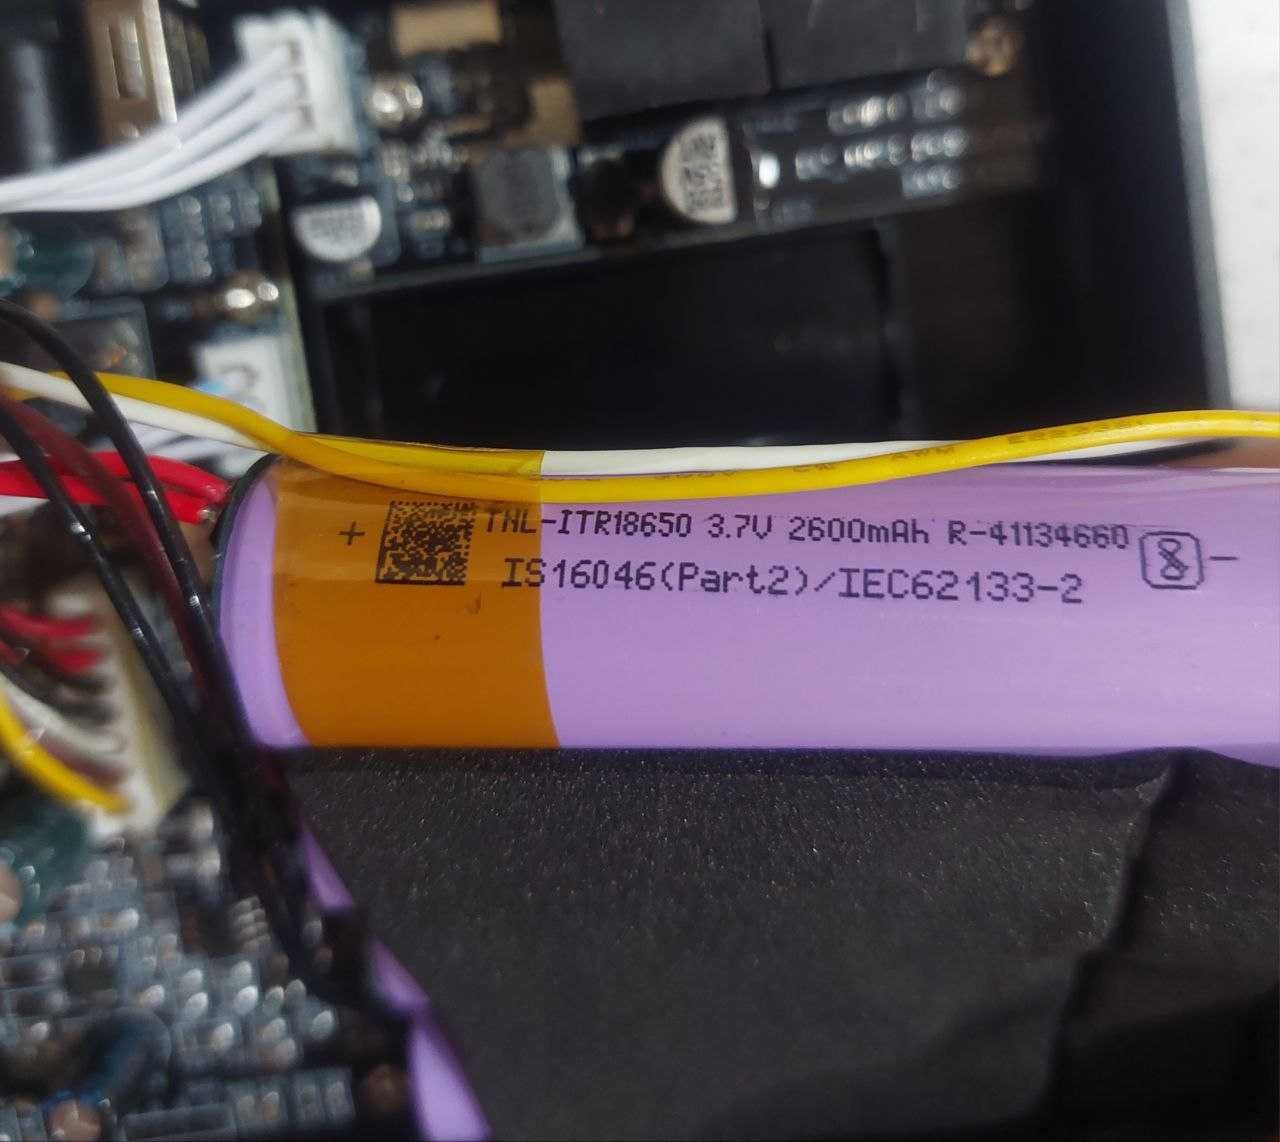 + TNL-ITR18650 3.7V 2600mAh R-41134660 -
IS16046(Part2)/IEC62133-2